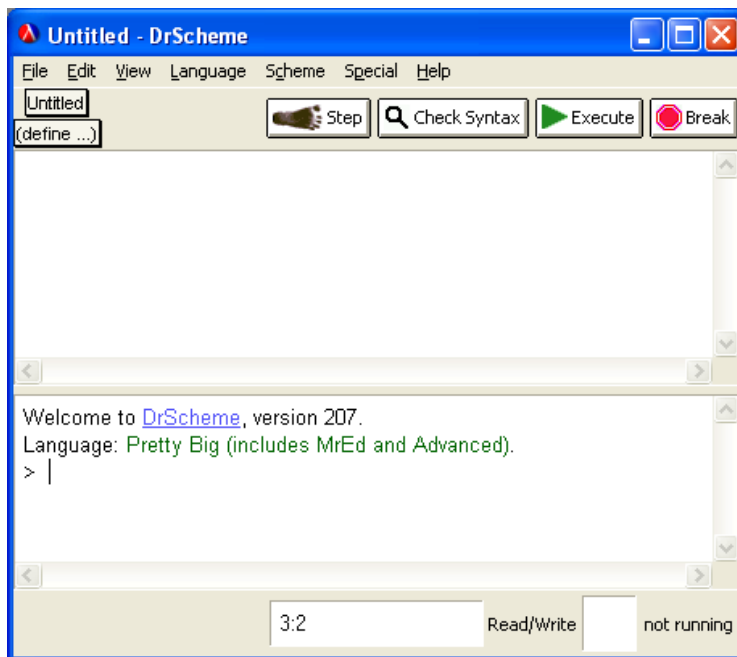 Untitled - DrScheme
File Edit View Language Scheme Special Help
Untitled
(define ...)
Step Check Syntax Execute Break
Welcome to DrScheme, version 207.
Language: Pretty Big (includes MrEd and Advanced).
>
3:2 Read/Write not running